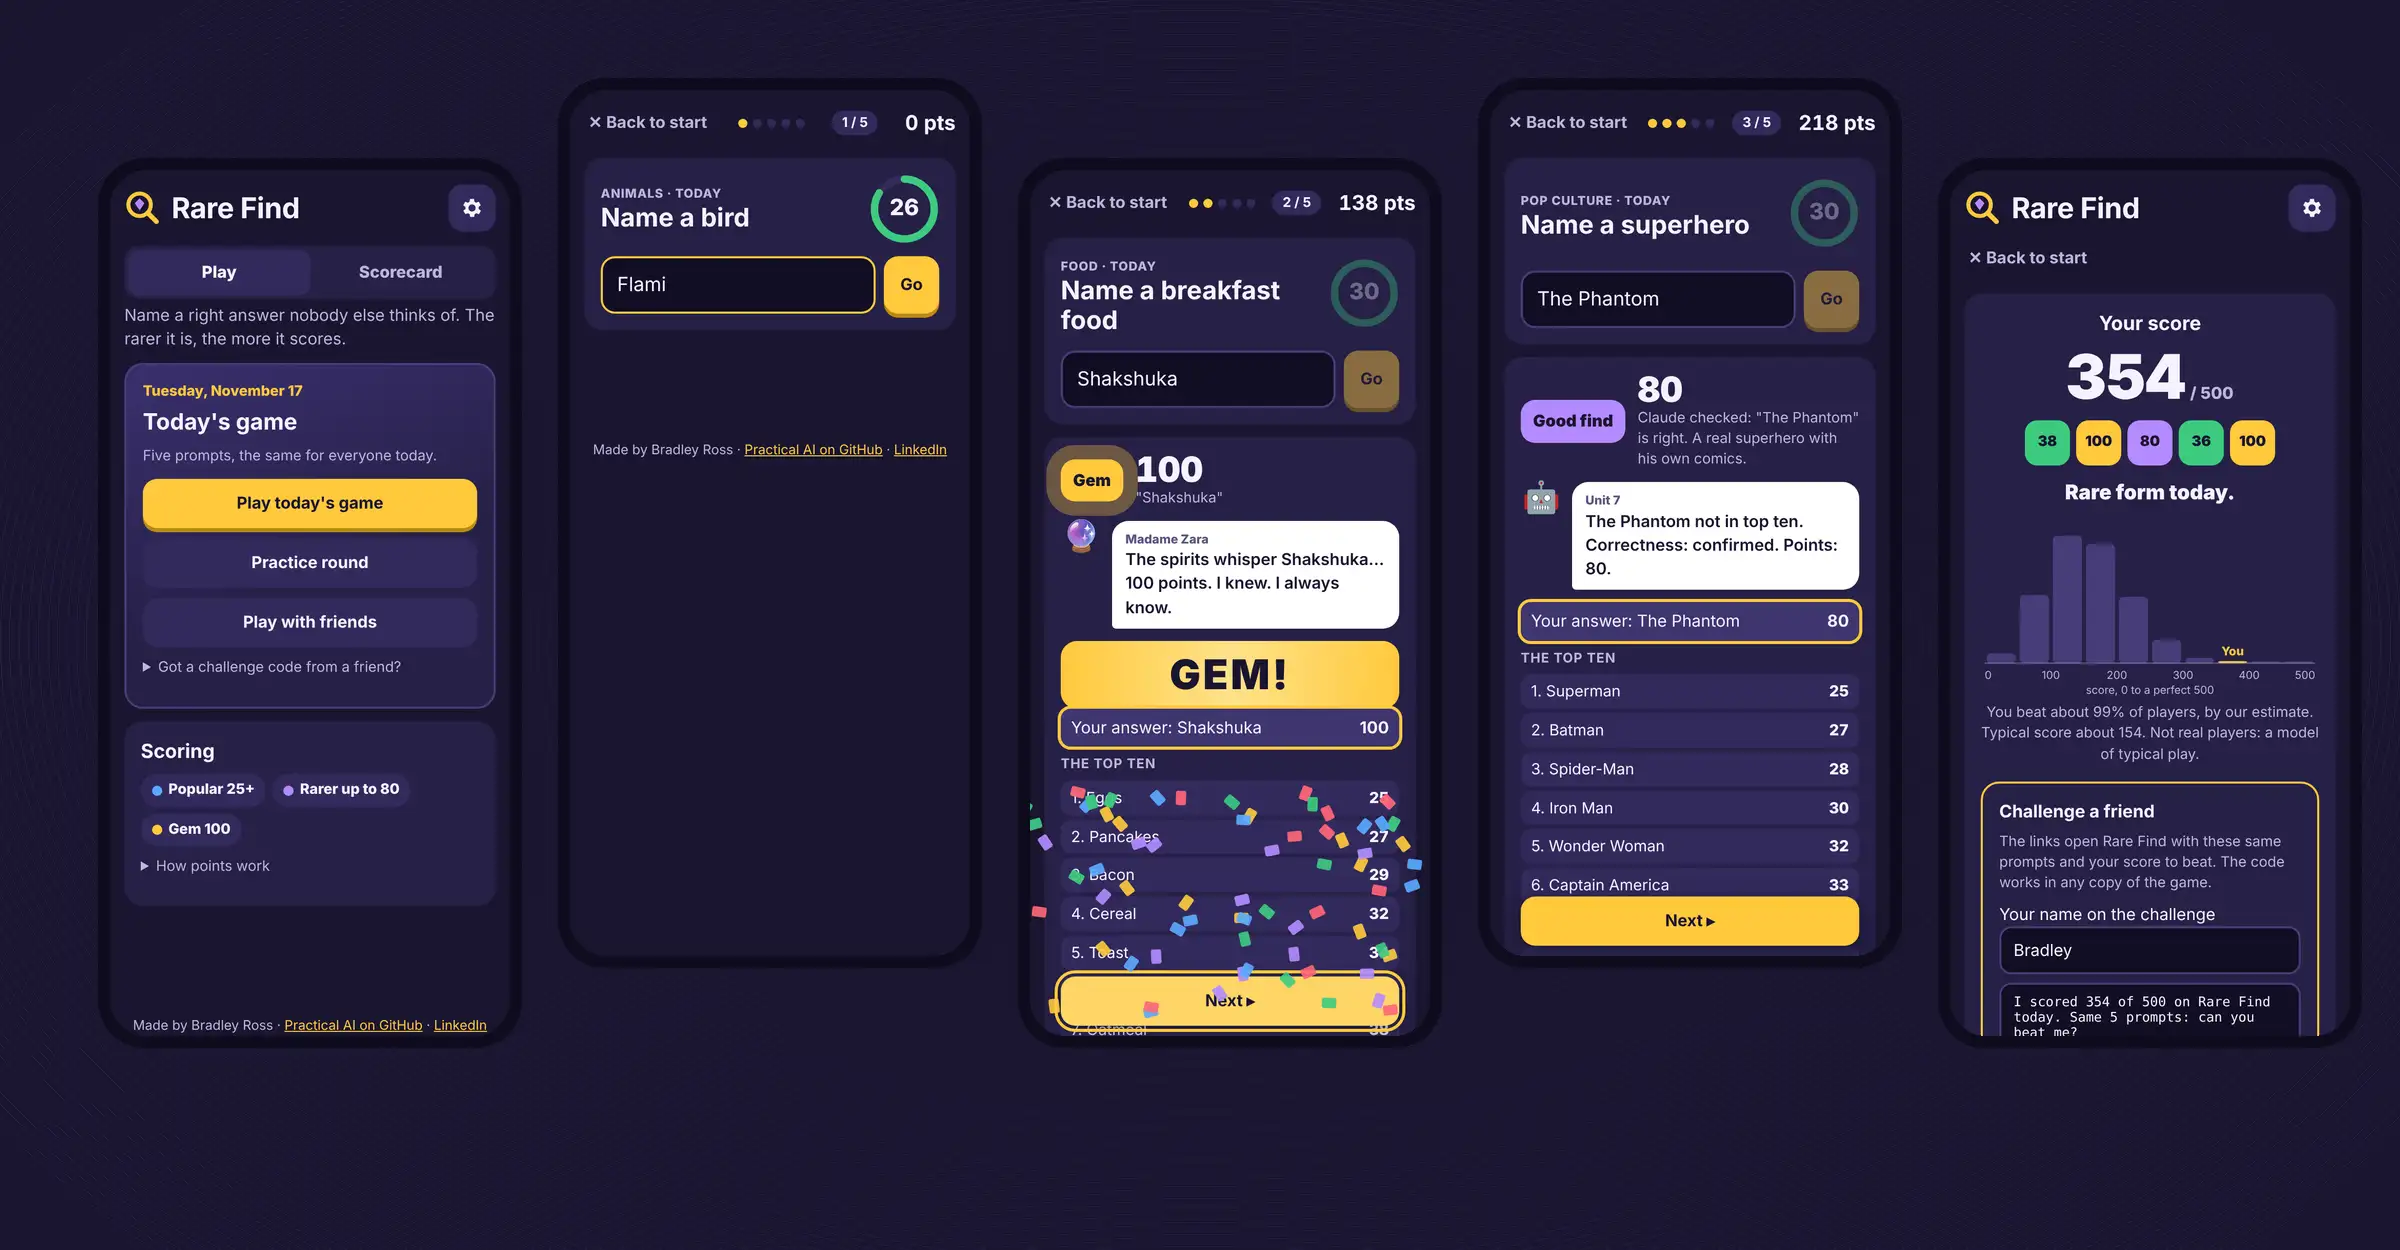 Rare Find
Play
Scorecard
Name a right answer nobody else thinks of. The
rarer it is, the more it scores.
Tuesday, November 17
Today's game
Five prompts, the same for everyone today.
Play today's game
Practice round
Play with friends
Got a challenge code from a friend?
Scoring
Popular 25+
Rarer up to 80
Gem 100
How points work
Made by Bradley Ross · Practical AI on GitHub · LinkedIn
✕ Back to start
1 / 5
0 pts
ANIMALS · TODAY
Name a bird
26
Flami
Go
Made by Bradley Ross · Practical AI on GitHub · LinkedIn
✕ Back to start
2 / 5
138 pts
FOOD · TODAY
Name a breakfast
food
30
Shakshuka
Go
Gem
100
"Shakshuka"
Madame Zara
The spirits whisper Shakshuka...
100 points. I knew. I always
know.
GEM!
Your answer: Shakshuka
100
THE TOP TEN
1. Eggs
25
2. Pancakes
27
3. Bacon
29
4. Cereal
32
5. Toast
Next ▸
7. Oatmeal
38
✕ Back to start
3 / 5
218 pts
POP CULTURE · TODAY
Name a superhero
30
The Phantom
Go
Good find
80
Claude checked: "The Phantom"
is right. A real superhero with
his own comics.
Unit 7
The Phantom not in top ten.
Correctness: confirmed. Points:
80.
Your answer: The Phantom
80
THE TOP TEN
1. Superman
25
2. Batman
27
3. Spider-Man
28
4. Iron Man
30
5. Wonder Woman
32
6. Captain America
33
Next ▸
Rare Find
✕ Back to start
Your score
354 / 500
38 100 80 36 100
Rare form today.
You
0 100 200 300 400 500
score, 0 to a perfect 500
You beat about 99% of players, by our estimate.
Typical score about 154. Not real players: a model
of typical play.
Challenge a friend
The links open Rare Find with these same
prompts and your score to beat. The code
works in any copy of the game.
Your name on the challenge
Bradley
I scored 354 of 500 on Rare Find
today. Same 5 prompts: can you
beat me?